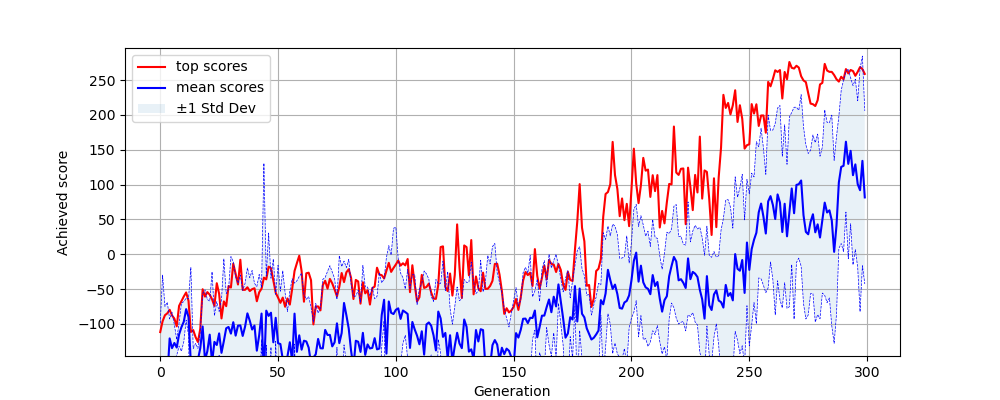 top scores
mean scores
±1 Std Dev
250
200
150
100
50
0
−50
−100
Achieved score
0 50 100 150 200 250 300
Generation